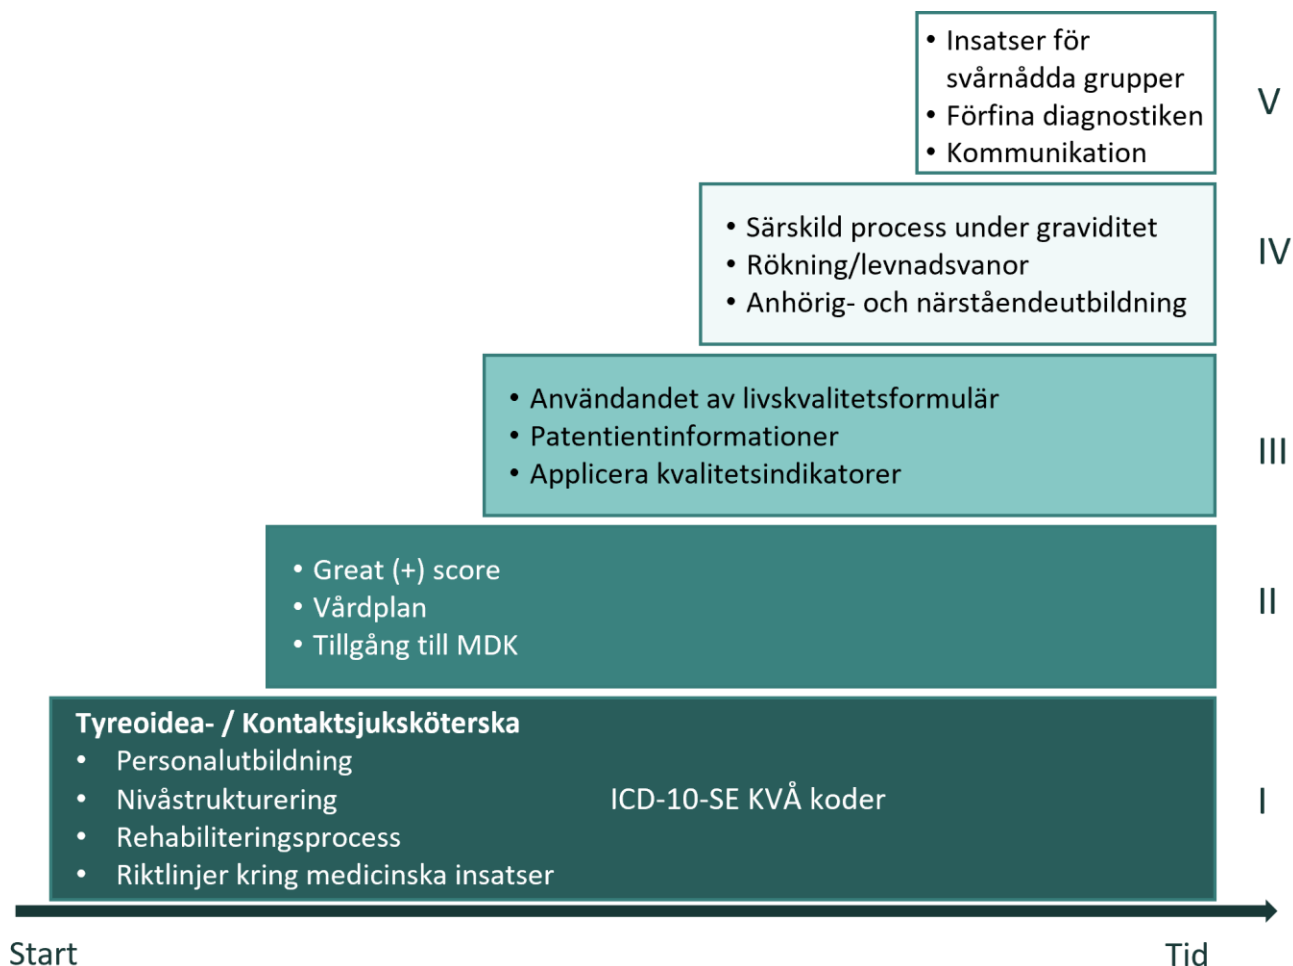 • Insatser för
svårnådda grupper
• Förfina diagnostiken
• Kommunikation
V
• Särskild process under graviditet
• Rökning/levnadsvanor
• Anhörig- och närståendeutbildning
IV
• Användandet av livskvalitetsformulär
• Patentientinformationer
• Applicera kvalitetsindikatorer
III
• Great (+) score
• Vårdplan
• Tillgång till MDK
II
Tyreoidea- / Kontaktsjuksköterska
• Personalutbildning
• Nivåstrukturering
• Rehabiliteringsprocess
• Riktlinjer kring medicinska insatser
ICD-10-SE KVÅ koder
I
Start
Tid